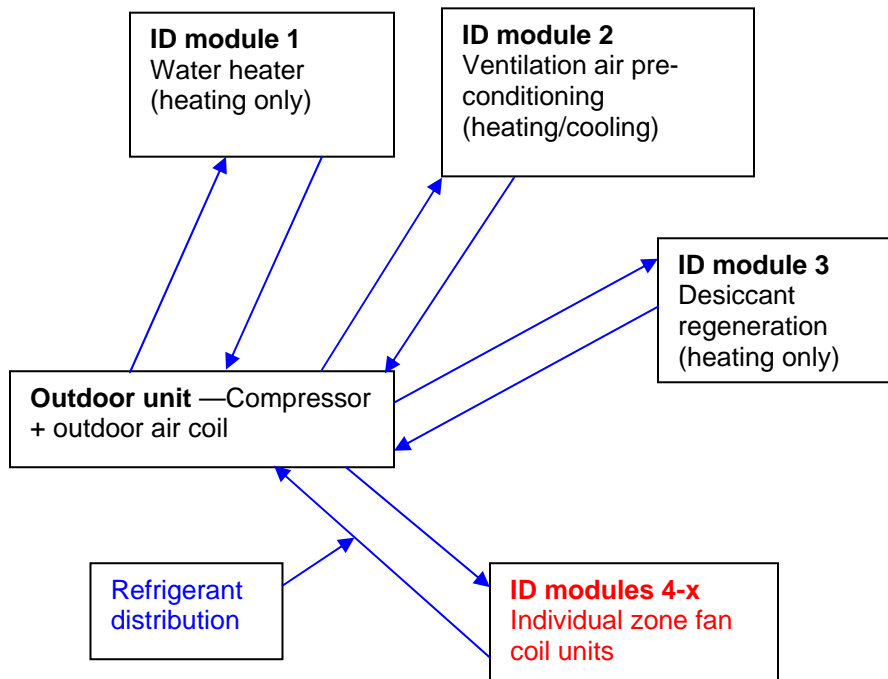 ID module 1
Water heater
(heating only)
ID module 2
Ventilation air pre-
conditioning
(heating/cooling)
ID module 3
Desiccant
regeneration
(heating only)
Outdoor unit —Compressor
+ outdoor air coil
Refrigerant
distribution
ID modules 4-x
Individual zone fan
coil units